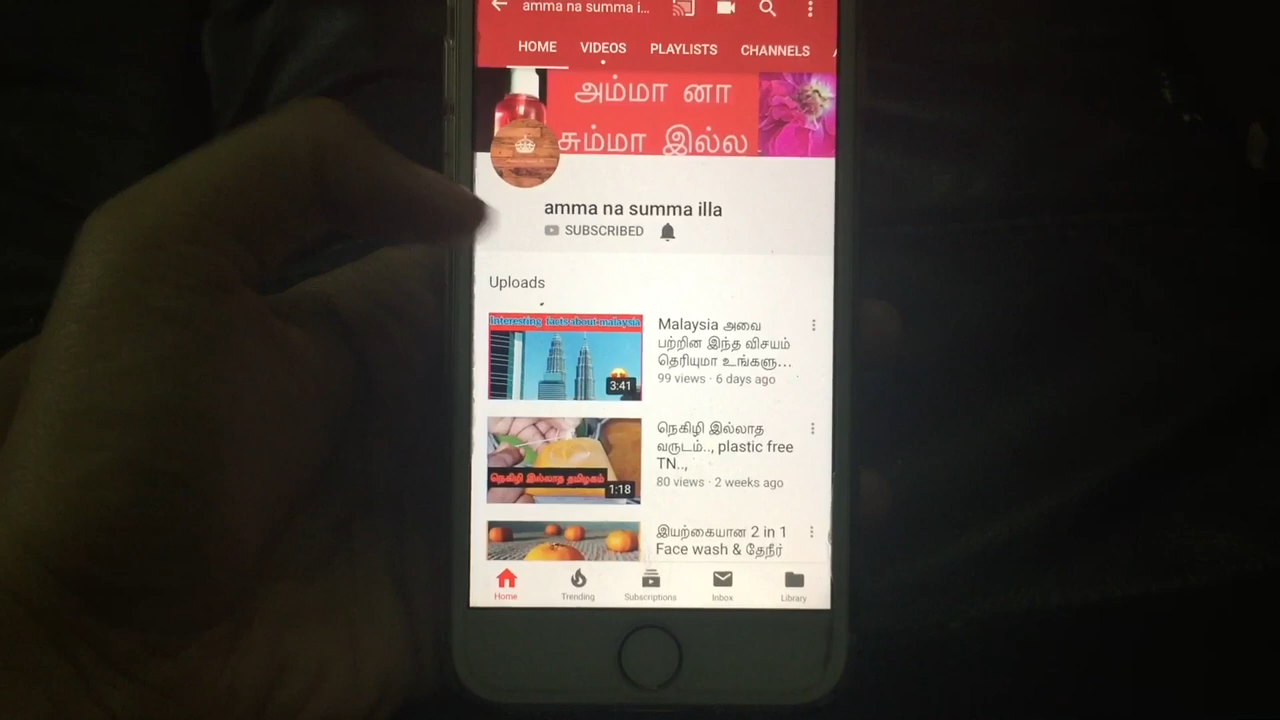 amma na summa i...
HOME VIDEOS PLAYLISTS CHANNELS
அம்மா னா
சும்மா இல்ல
amma na summa illa
SUBSCRIBED
Uploads
Interesting facts about malaysia
3:41
Malaysia அவை
பற்றின இந்த விசயம்
தெரியுமா உங்களு...
99 views · 6 days ago
நெகிழி இல்லாத தமிழகம்
1:18
நெகிழி இல்லாத
வருடம்.., plastic free
TN..,
80 views · 2 weeks ago
இயற்கையான 2 in 1
Face wash & தேநீர்
Home Trending Subscriptions Inbox Library